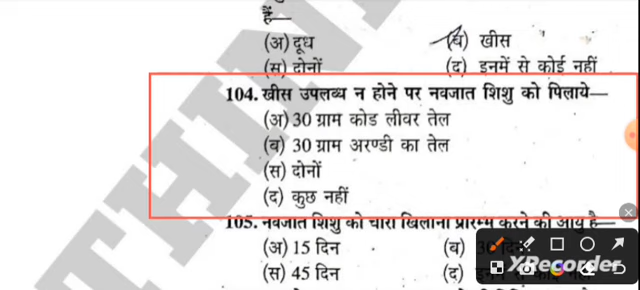 हैं—
(अ) दूध (ब) खीस
(स) दोनों (द) इनमें से कोई नहीं
104. खीस उपलब्ध न होने पर नवजात शिशु को पिलाये—
(अ) 30 ग्राम कोड लीवर तेल
(ब) 30 ग्राम अरण्डी का तेल
(स) दोनों
(द) कुछ नहीं
105. नवजात शिशु को चारा खिलाना प्रारम्भ करने की आयु है—
(अ) 15 दिन (ब) 30 दिन
(स) 45 दिन (द)
XRecorder